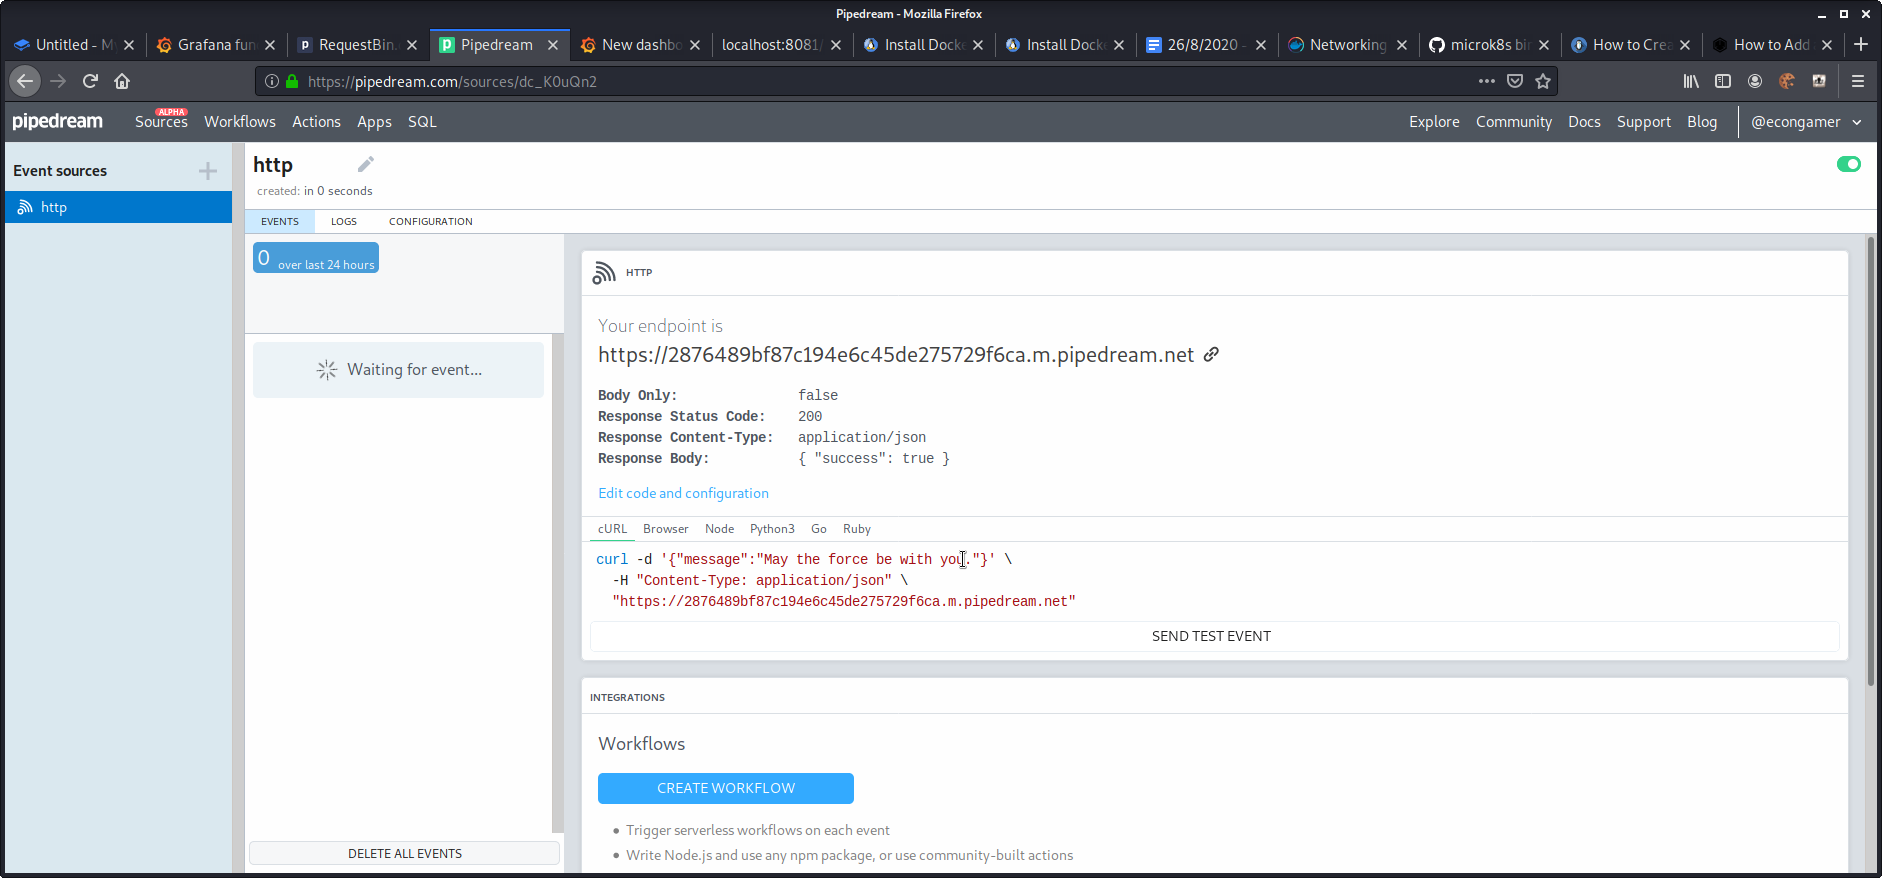 Pipedream - Mozilla Firefox
Untitled - M
Grafana fun
RequestBin.
Pipedream
New dashbo
localhost:8081/
Install Docke
Install Docke
26/8/2020 -
Networking
microk8s bi
How to Crea
How to Add
https://pipedream.com/sources/dc_K0uQn2
pipedream
ALPHA
Sources Workflows Actions Apps SQL
Explore Community Docs Support Blog @econgamer
Event sources
http
http
created: in 0 seconds
EVENTS LOGS CONFIGURATION
0 over last 24 hours
Waiting for event...
DELETE ALL EVENTS
HTTP
Your endpoint is
https://2876489bf87c194e6c45de275729f6ca.m.pipedream.net
Body Only: false
Response Status Code: 200
Response Content-Type: application/json
Response Body: { "success": true }
Edit code and configuration
cURL Browser Node Python3 Go Ruby
curl -d '{"message":"May the force be with you."}' \
-H "Content-Type: application/json" \
"https://2876489bf87c194e6c45de275729f6ca.m.pipedream.net"
SEND TEST EVENT
INTEGRATIONS
Workflows
CREATE WORKFLOW
• Trigger serverless workflows on each event
• Write Node.js and use any npm package, or use community-built actions